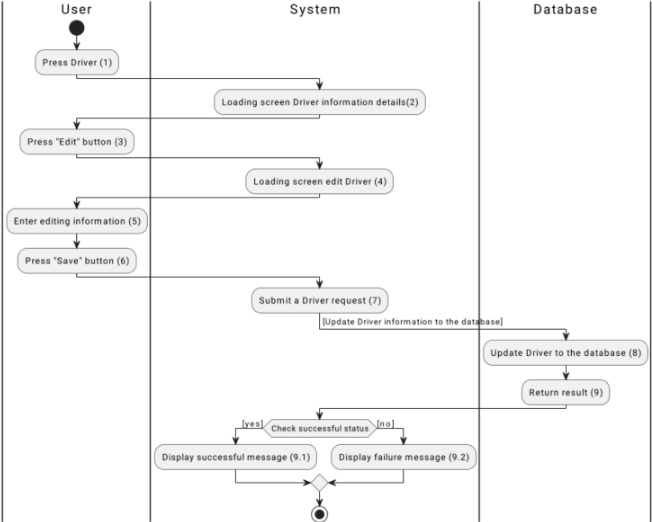 User
System
Database
Press Driver (1)
Loading screen Driver information details(2)
Press "Edit" button (3)
Loading screen edit Driver (4)
Enter editing information (5)
Press "Save" button (6)
Submit a Driver request (7)
[Update Driver information to the database]
Update Driver to the database (8)
Return result (9)
[yes]
Check successful status
[no]
Display successful message (9.1)
Display failure message (9.2)